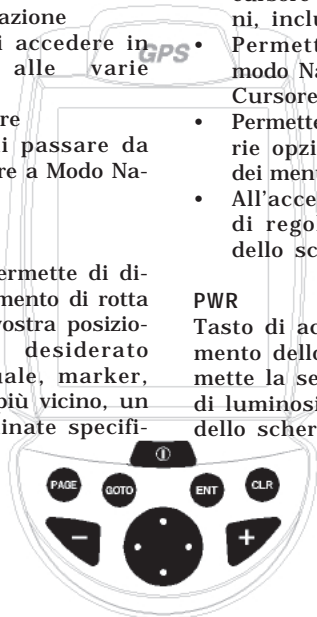 azione
i accedere in
alle varie
re
i passare da
re a Modo Na-
ermette di di-
mento di rotta
vostra posizio-
desiderato
uale, marker,
più vicino, un
inate specifi-
GPS
ni, inclu
• Permett
modo Na
Cursore
• Permette
rie opzi
dei men
• All'acce
di regol
dello sc
PWR
Tasto di ac
mento dello
mette la se
di luminosi
dello scher
PAGE
GOTO
ENT
CLR
-
+